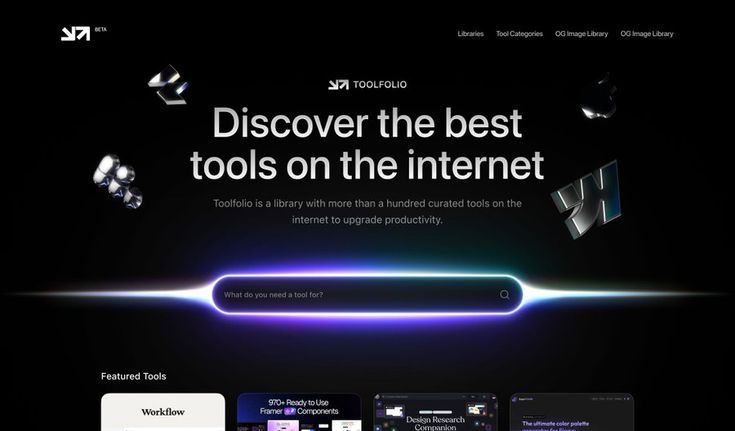 BETA
Libraries Tool Categories OG Image Library OG Image Library
TOOLFOLIO
Discover the best
tools on the internet
Toolfolio is a library with more than a hundred curated tools on the
internet to upgrade productivity.
What do you need a tool for?
Featured Tools
Workflow
970+ Ready to Use
Framer Components
Design Research
Companion
The ultimate color palette